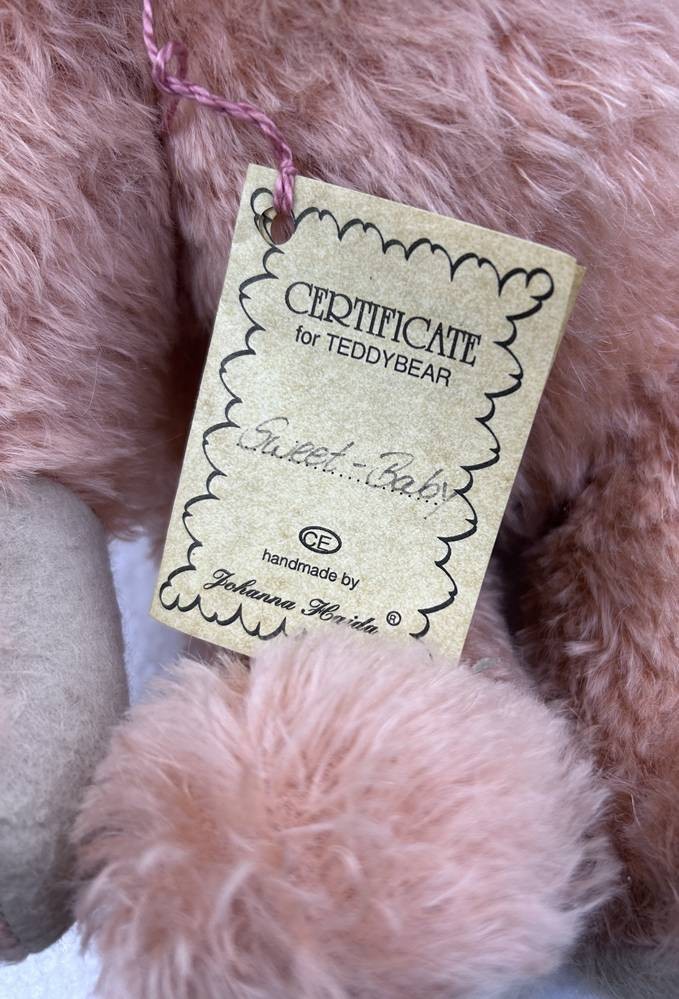 CERTIFICATE
for TEDDYBEAR
Sweet-Baby
CE
handmade by
Johanna Haida ®